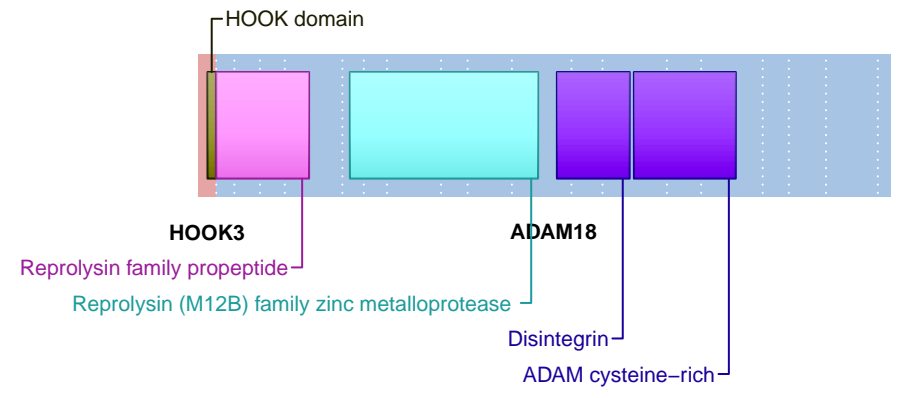 HOOK domain
HOOK3
ADAM18
Reprolysin family propeptide
Reprolysin (M12B) family zinc metalloprotease
Disintegrin
ADAM cysteine−rich